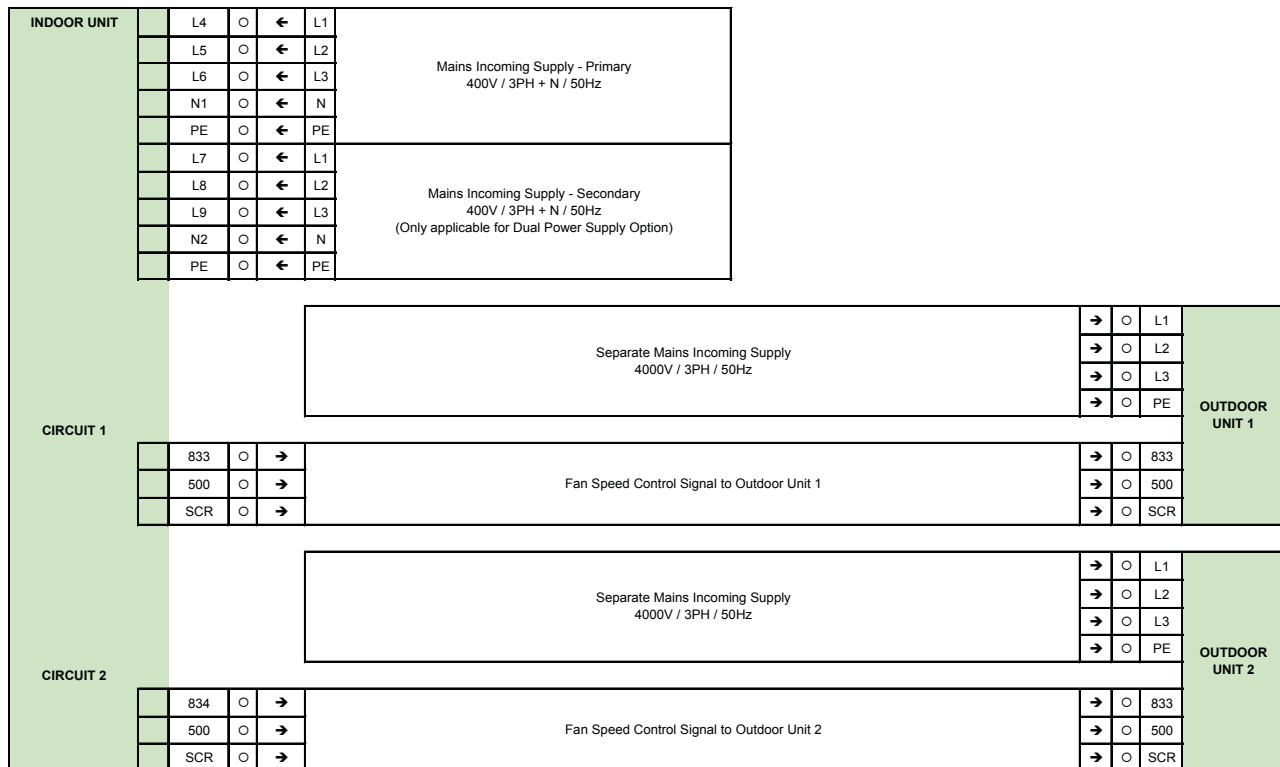 INDOOR UNIT L4 ○ ← L1
L5 ○ ← L2
Mains Incoming Supply - Primary
L6 ○ ← L3
400V / 3PH + N / 50Hz
N1 ○ ← N
PE ○ ← PE
L7 ○ ← L1
L8 ○ ← L2
Mains Incoming Supply - Secondary
L9 ○ ← L3
400V / 3PH + N / 50Hz
(Only applicable for Dual Power Supply Option)
N2 ○ ← N
PE ○ ← PE
→ ○ L1
Separate Mains Incoming Supply
→ ○ L2
4000V / 3PH / 50Hz
→ ○ L3
→ ○ PE
OUTDOOR
UNIT 1
CIRCUIT 1
833 ○ → → ○ 833
500 ○ → Fan Speed Control Signal to Outdoor Unit 1 → ○ 500
SCR ○ → → ○ SCR
→ ○ L1
Separate Mains Incoming Supply
→ ○ L2
4000V / 3PH / 50Hz
→ ○ L3
→ ○ PE
OUTDOOR
UNIT 2
CIRCUIT 2
834 ○ → → ○ 833
500 ○ → Fan Speed Control Signal to Outdoor Unit 2 → ○ 500
SCR ○ → → ○ SCR